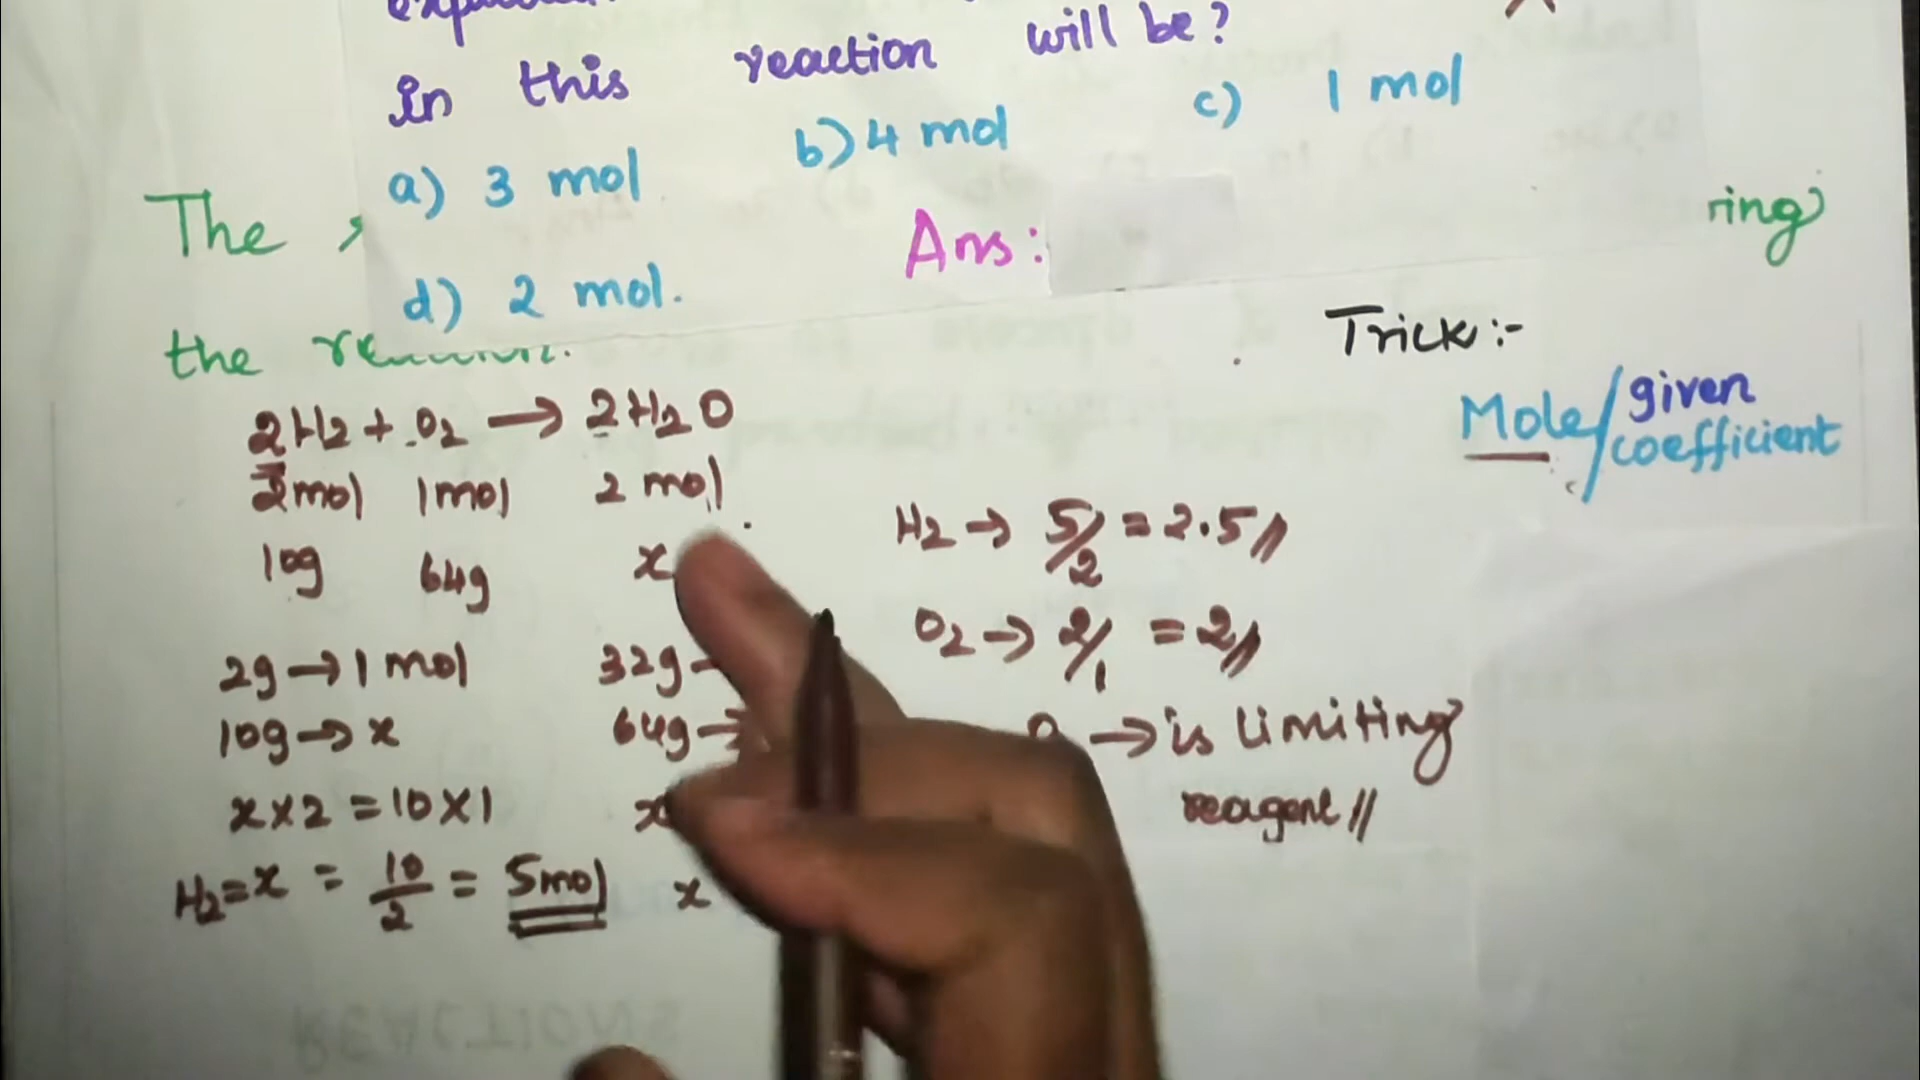 in this reaction will be?
a) 3 mol b) 4 mol c) 1 mol
d) 2 mol.
Ans:
The
ring
the
Trick:-
Mole/given coefficient
2H2 + O2 → 2H2O
2mol 1mol 2 mol
10g 64g x
2g → 1 mol
10g → x
x x 2 = 10 x 1
H2 = x = 10/2 = 5mol
32g →
64g →
x
x
H2 → 5/2 = 2.5//
O2 → 2/1 = 2//
→ is limiting
reagent //